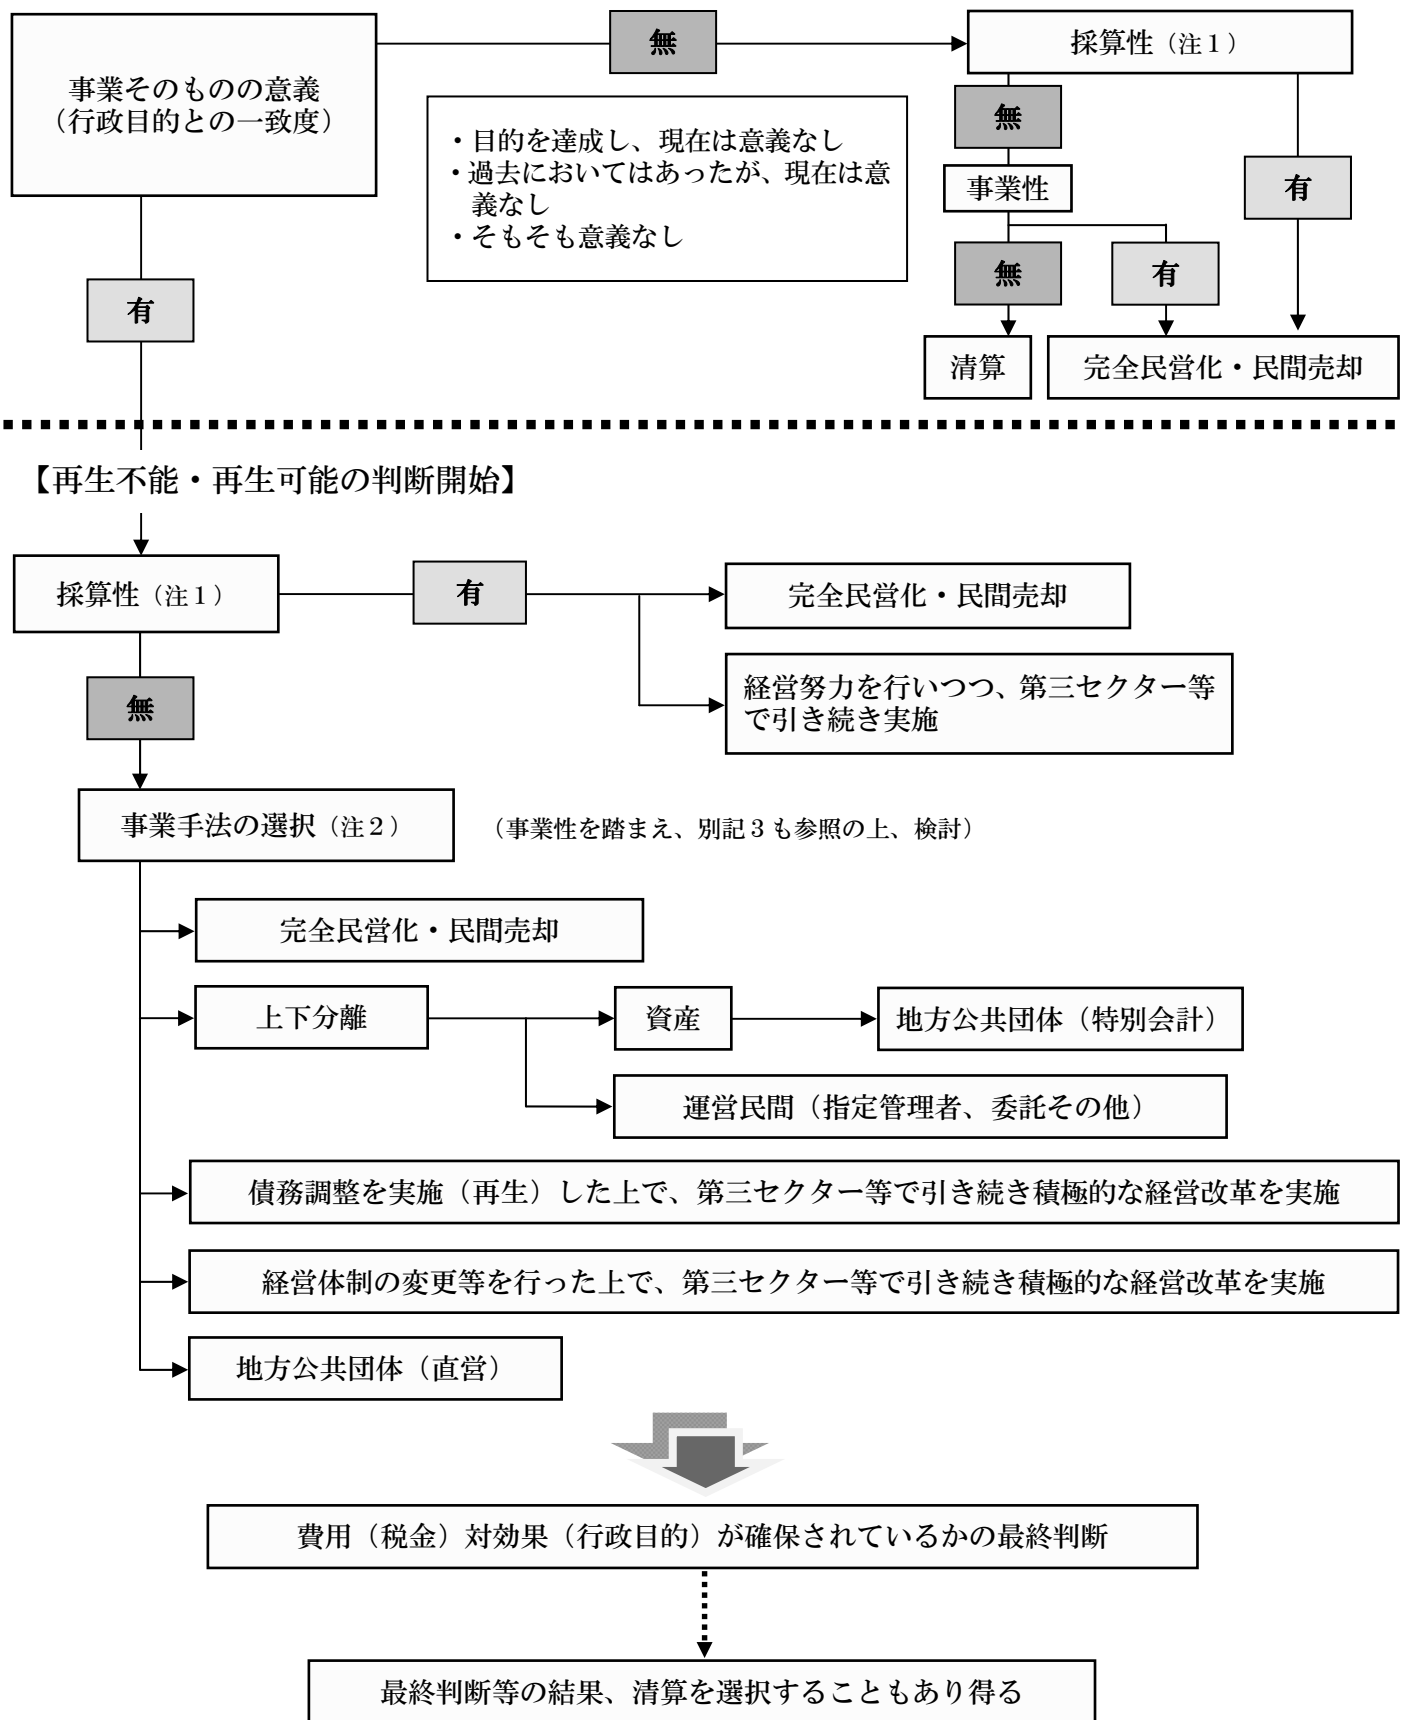 事業そのものの意義
（行政目的との一致度）
無
採算性（注１）
・目的を達成し、現在は意義なし
・過去においてはあったが、現在は意
義なし
・そもそも意義なし
無
有
事業性
無
有
清算
完全民営化・民間売却
有
【再生不能・再生可能の判断開始】
採算性（注１）
有
完全民営化・民間売却
経営努力を行いつつ、第三セクター等
で引き続き実施
無
事業手法の選択（注２）
（事業性を踏まえ、別記３も参照の上、検討）
完全民営化・民間売却
上下分離
資産
地方公共団体（特別会計）
運営民間（指定管理者、委託その他）
債務調整を実施（再生）した上で、第三セクター等で引き続き積極的な経営改革を実施
経営体制の変更等を行った上で、第三セクター等で引き続き積極的な経営改革を実施
地方公共団体（直営）
費用（税金）対効果（行政目的）が確保されているかの最終判断
最終判断等の結果、清算を選択することもあり得る